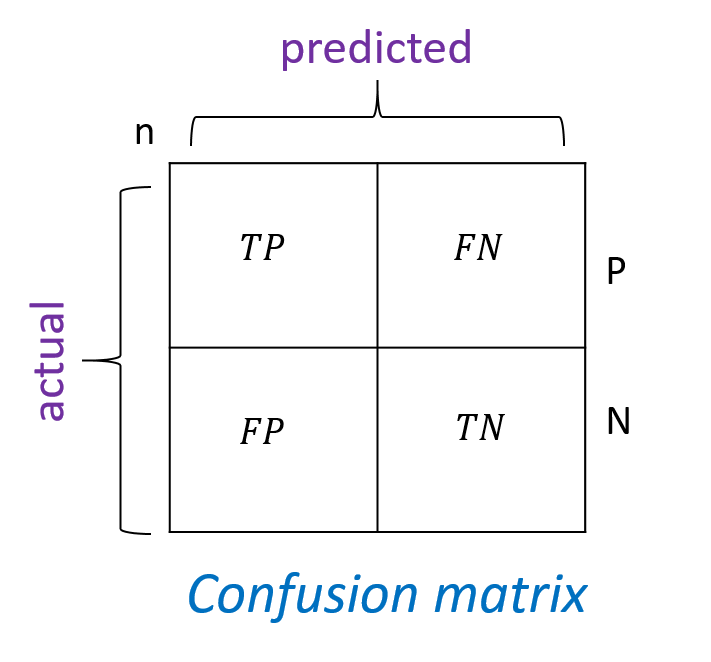 predicted
n
TP FN
P
actual
FP TN
N
Confusion matrix